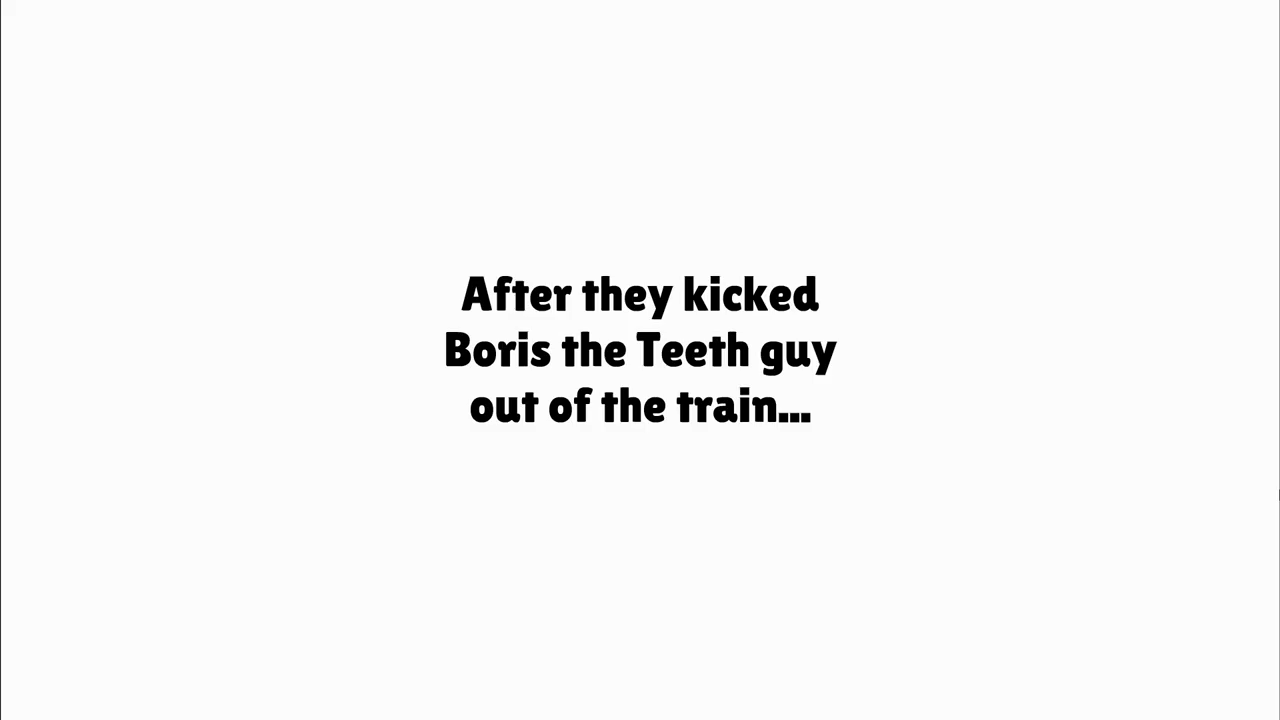 After they kicked
Boris the Teeth guy
out of the train...